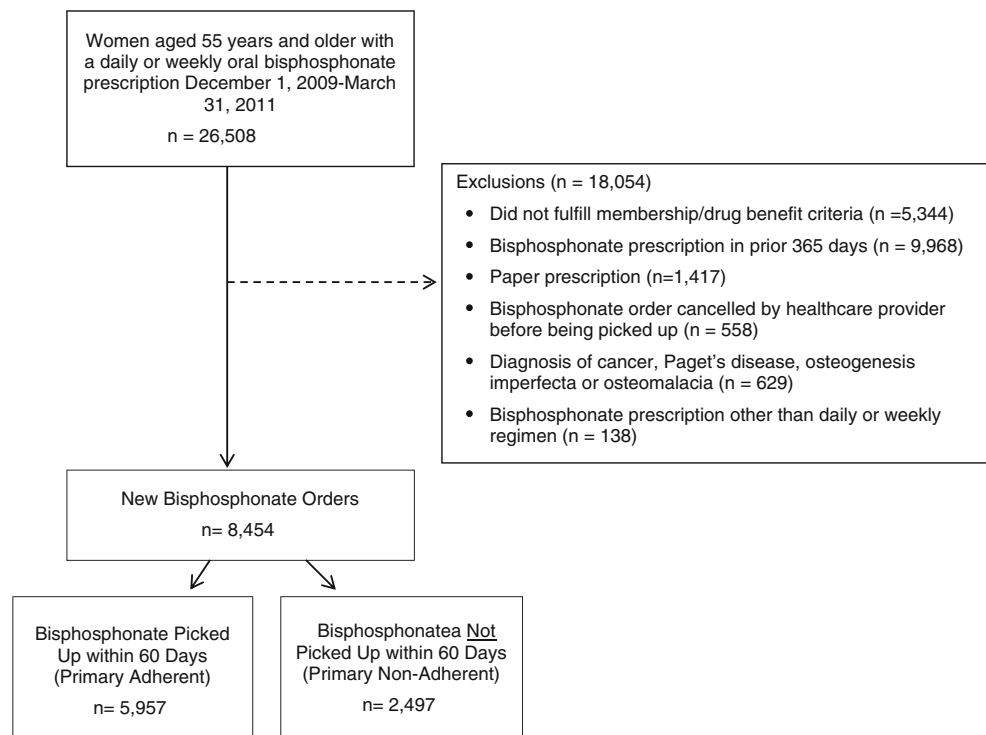 Women aged 55 years and older with
a daily or weekly oral bisphosphonate
prescription December 1, 2009-March
31, 2011
n = 26,508
Exclusions (n = 18,054)
• Did not fulfill membership/drug benefit criteria (n =5,344)
• Bisphosphonate prescription in prior 365 days (n = 9,968)
• Paper prescription (n=1,417)
• Bisphosphonate order cancelled by healthcare provider
before being picked up (n = 558)
• Diagnosis of cancer, Paget's disease, osteogenesis
imperfecta or osteomalacia (n = 629)
• Bisphosphonate prescription other than daily or weekly
regimen (n = 138)
New Bisphosphonate Orders
n= 8,454
Bisphosphonate Picked
Up within 60 Days
(Primary Adherent)
n= 5,957
Bisphosphonatea Not
Picked Up within 60 Days
(Primary Non-Adherent)
n= 2,497